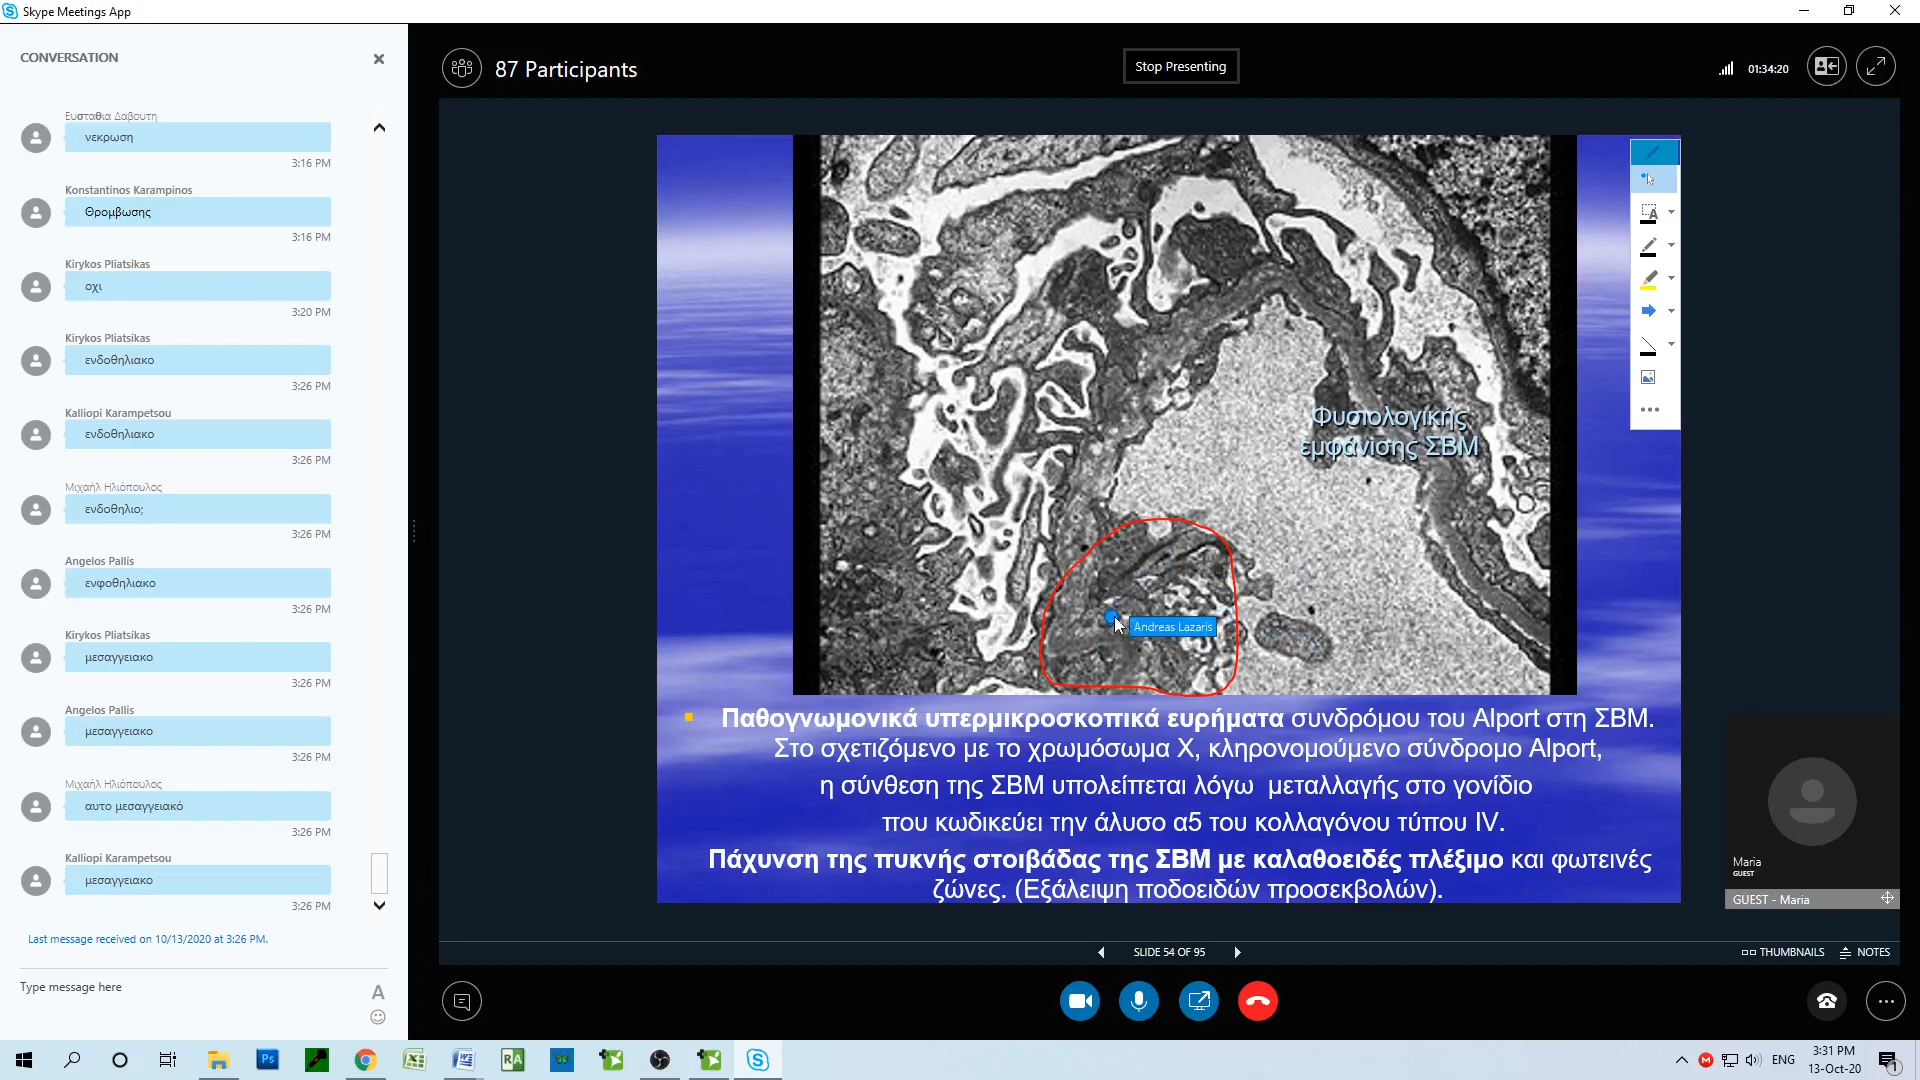 Skype Meetings App
CONVERSATION
Ευσταθια Δαβουτη
νεκρωση
3:16 PM
Konstantinos Karampinos
Θρομβωσης
3:16 PM
Kirykos Pliatsikas
οχι
3:20 PM
Kirykos Pliatsikas
ενδοθηλιακο
3:26 PM
Kalliopi Karampetsou
ενδοθηλιακο
3:26 PM
Μιχαήλ Ηλιόπουλος
ενδοθηλιο;
3:26 PM
Angelos Pallis
ενφοθηλιακο
3:26 PM
Kirykos Pliatsikas
μεσαγγειακο
3:26 PM
Angelos Pallis
μεσαγγειακο
3:26 PM
Μιχαήλ Ηλιόπουλος
αυτο μεσαγγειακό
3:26 PM
Kalliopi Karampetsou
μεσαγγειακο
3:26 PM
Last message received on 10/13/2020 at 3:26 PM.
Type message here
87 Participants
Stop Presenting
01:34:20
Φυσιολογικής
εμφάνισης ΣΒΜ
Andreas Lazaris
Παθογνωμονικά υπερμικροσκοπικά ευρήματα συνδρόμου του Alport στη ΣΒΜ.
Στο σχετιζόμενο με το χρωμόσωμα Χ, κληρονομούμενο σύνδρομο Alport,
η σύνθεση της ΣΒΜ υπολείπεται λόγω μεταλλαγής στο γονίδιο
που κωδικεύει την άλυσο α5 του κολλαγόνου τύπου IV.
Πάχυνση της πυκνής στοιβάδας της ΣΒΜ με καλαθοειδές πλέξιμο και φωτεινές
ζώνες. (Εξάλειψη ποδοειδών προσεκβολών).
Maria
GUEST
GUEST - Maria
SLIDE 54 OF 95
THUMBNAILS
NOTES
ENG
3:31 PM
13-Oct-20